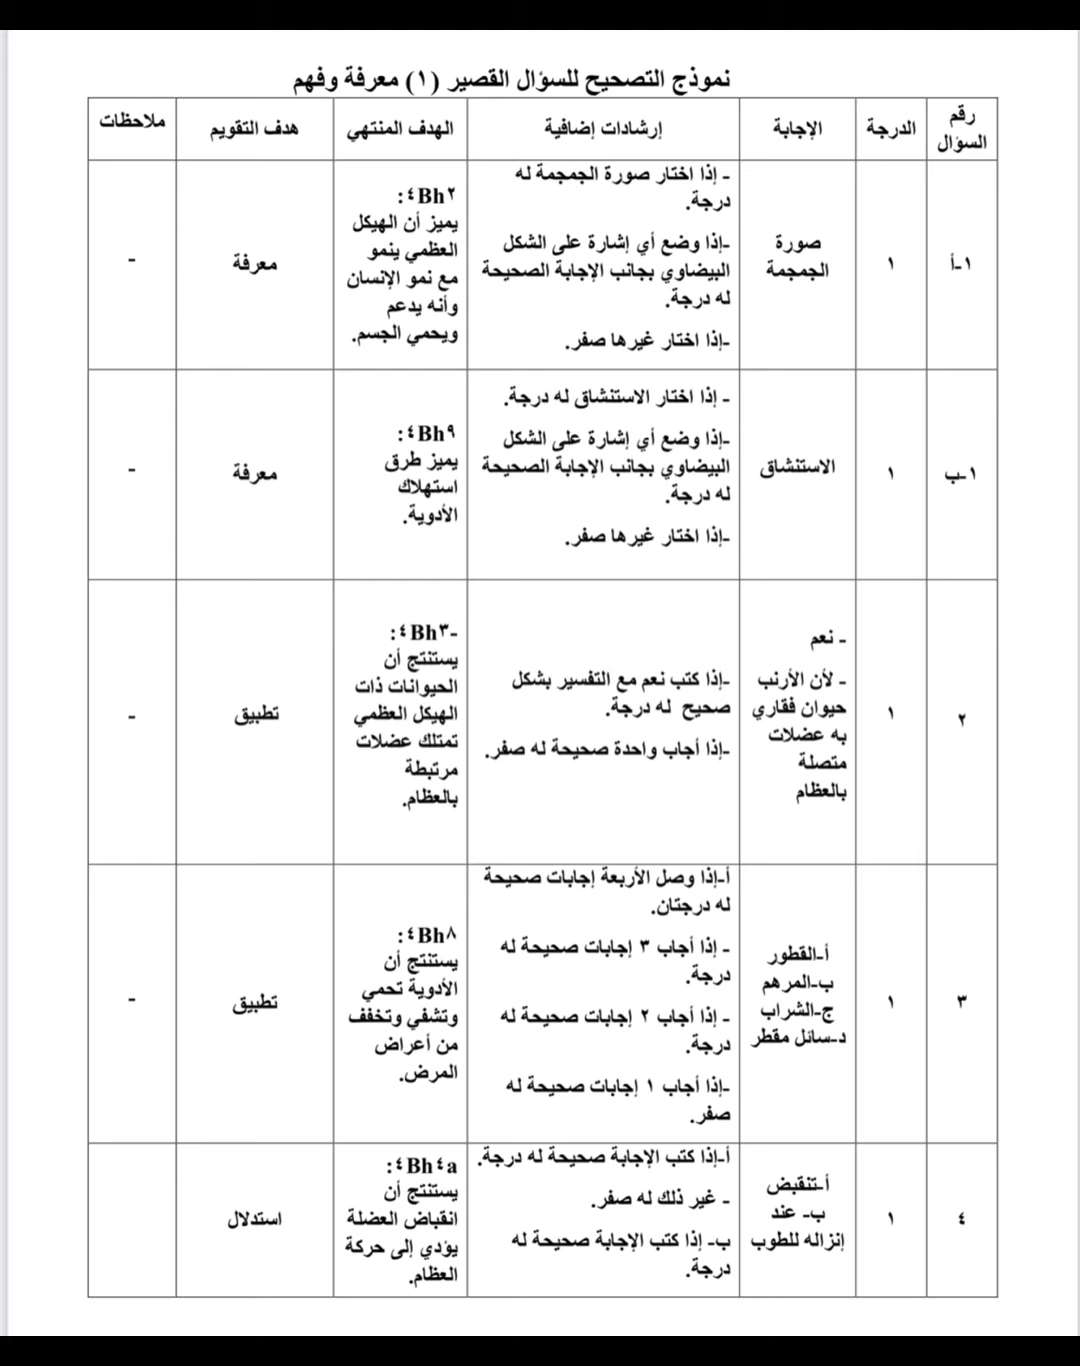 نموذج التصحيح للسؤال القصير (١) معرفة وفهم
رقم السؤال
الدرجة
الإجابة
إرشادات إضافية
الهدف المنتهي
هدف التقويم
ملاحظات
١-أ
١
صورة
الجمجمة
- إذا اختار صورة الجمجمة له
درجة.
-إذا وضع أي إشارة على الشكل
البيضاوي بجانب الإجابة الصحيحة
له درجة.
-إذا اختار غيرها صفر.
٤Bh٢:
يميز أن الهيكل
العظمي ينمو
مع نمو الإنسان
وأنه يدعم
ويحمي الجسم.
معرفة
-
١-ب
١
الاستنشاق
- إذا اختار الاستنشاق له درجة.
-إذا وضع أي إشارة على الشكل
البيضاوي بجانب الإجابة الصحيحة
له درجة.
-إذا اختار غيرها صفر.
٤Bh٩:
يميز طرق
استهلاك
الأدوية.
معرفة
-
٢
١
- نعم
- لأن الأرنب
حيوان فقاري
به عضلات
متصلة
بالعظام
-إذا كتب نعم مع التفسير بشكل
صحيح له درجة.
-إذا أجاب واحدة صحيحة له صفر.
-٤Bh٣:
يستنتج أن
الحيوانات ذات
الهيكل العظمي
تمتلك عضلات
مرتبطة
بالعظام.
تطبيق
-
٣
١
أ-القطور
ب-المرهم
ج-الشراب
د-سائل مقطر
أ-إذا وصل الأربعة إجابات صحيحة
له درجتان.
- إذا أجاب ٣ إجابات صحيحة له
درجة.
- إذا أجاب ٢ إجابات صحيحة له
درجة.
-إذا أجاب ١ إجابات صحيحة له
صفر.
٤Bh٨:
يستنتج أن
الأدوية تحمي
وتشفي وتخفف
من أعراض
المرض.
تطبيق
-
٤
١
أ-تنقبض
ب- عند
إنزاله للطوب
أ-إذا كتب الإجابة صحيحة له درجة.
- غير ذلك له صفر.
ب- إذا كتب الإجابة صحيحة له
درجة.
٤Bh٤a:
يستنتج أن
انقباض العضلة
يؤدي إلى حركة
العظام.
استدلال